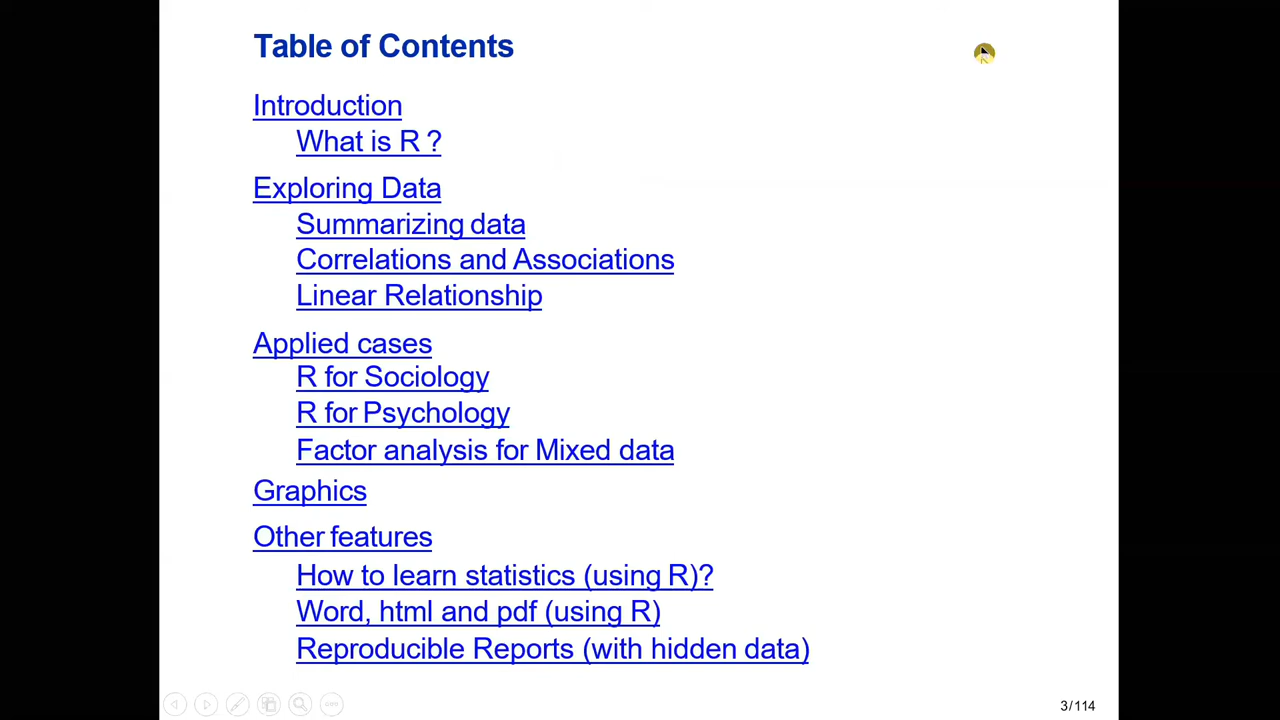 Table of Contents
Introduction
What is R ?
Exploring Data
Summarizing data
Correlations and Associations
Linear Relationship
Applied cases
R for Sociology
R for Psychology
Factor analysis for Mixed data
Graphics
Other features
How to learn statistics (using R)?
Word, html and pdf (using R)
Reproducible Reports (with hidden data)
3/114